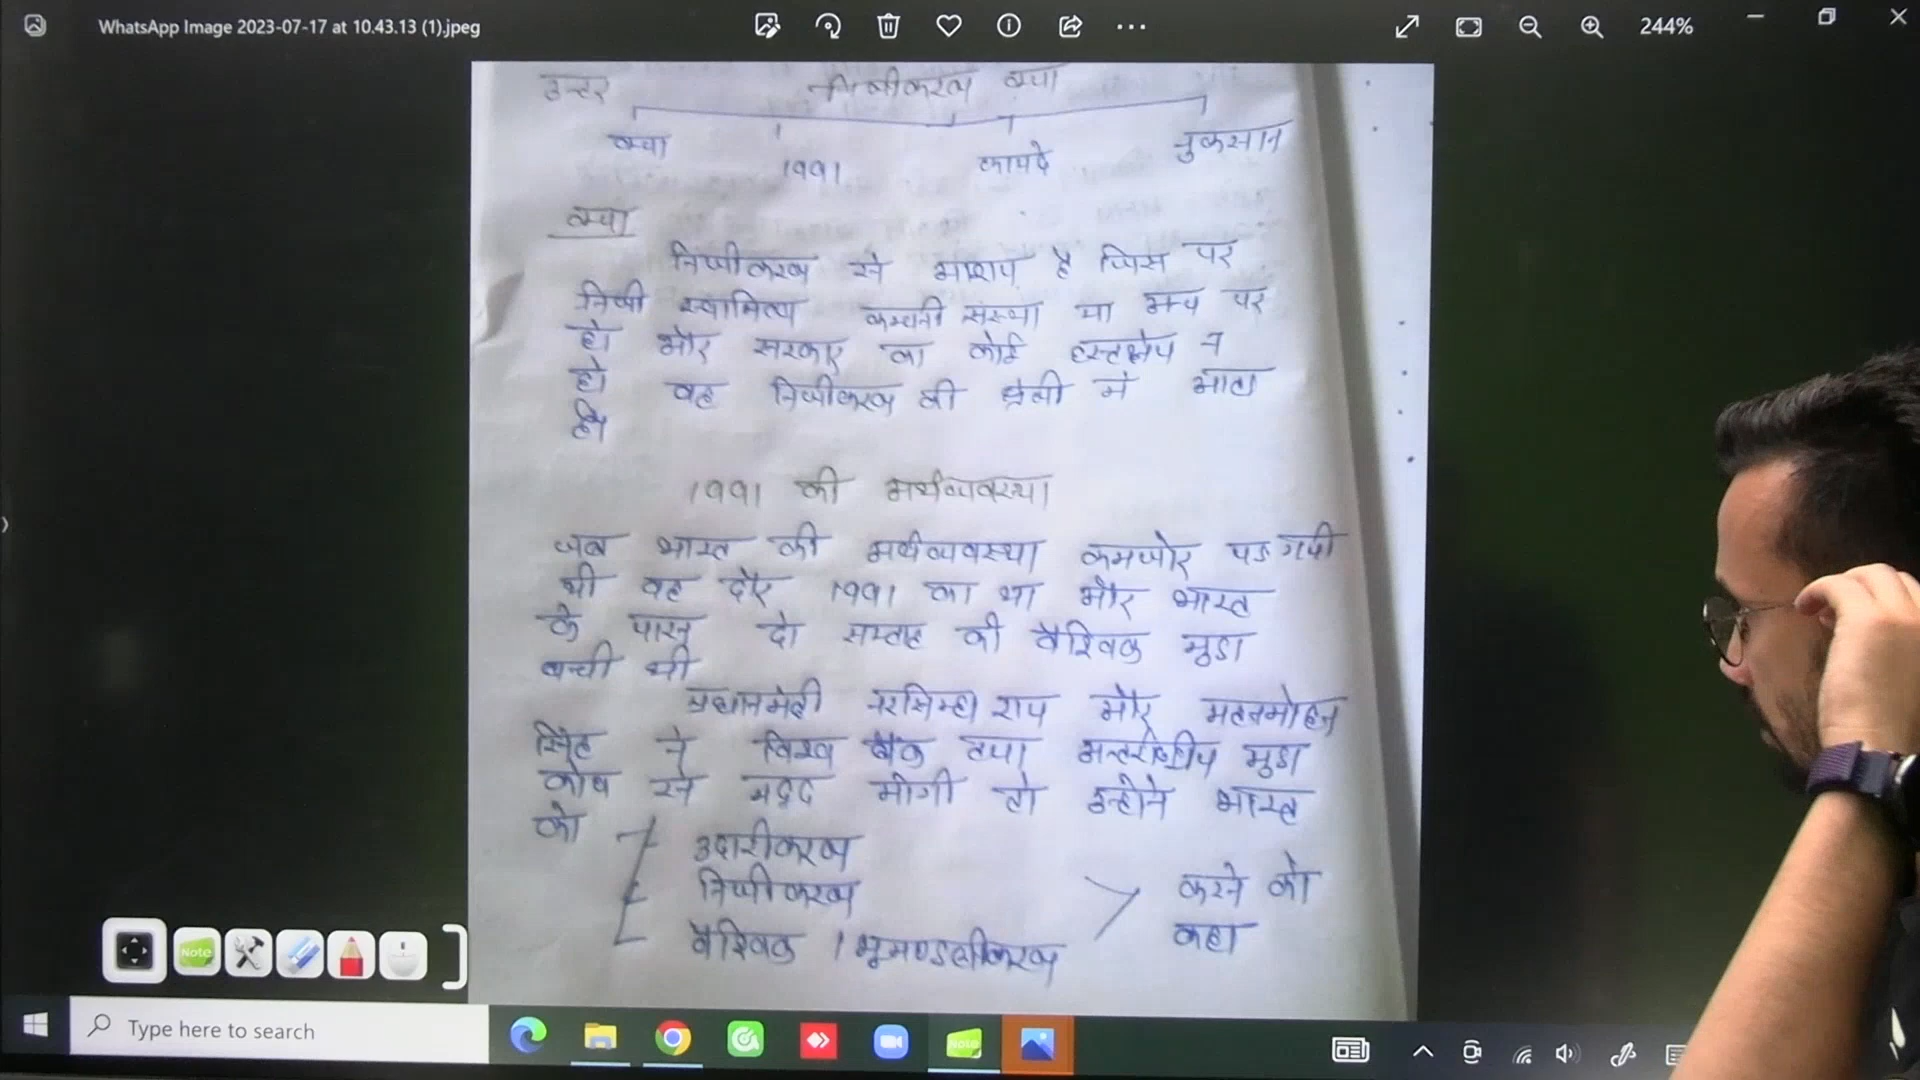 WhatsApp Image 2023-07-17 at 10.43.13 (1).jpeg
244%
उत्तर निजीकरण क्या
क्या 1991 फायदे नुकसान
क्या
निजीकरण से आशय है जिस पर
निजी स्वामित्व कम्पनी संस्था या अन्य पर
हो और सरकार का कोई हस्तक्षेप न
हो वह निजीकरण की श्रेणी में आता
है।
1991 की अर्थव्यवस्था
जब भारत की अर्थव्यवस्था कमजोर पड गयी
थी वह दौर 1991 का था और भारत
के पास दो सप्ताह की वैश्विक मुद्रा
बची थी
प्रधानमंत्री नरसिम्हा राय और मनमोहन
सिंह ने विश्व बैंक तथा अन्तराष्ट्रीय मुद्रा
कोष से मदद मांगी तो उन्होने भारत
को
उदारीकरण
निजीकरण
वैश्विक / भूमण्डलीकरण
करने को
कहा
Note
Type here to search
Note